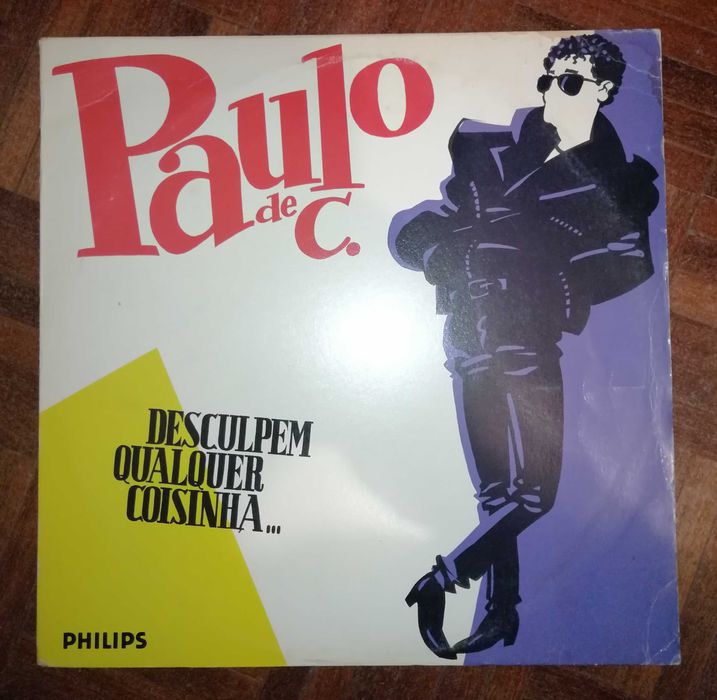 Paulo
de C.
DESCULPEM
QUALQUER
COISINHA...
PHILIPS